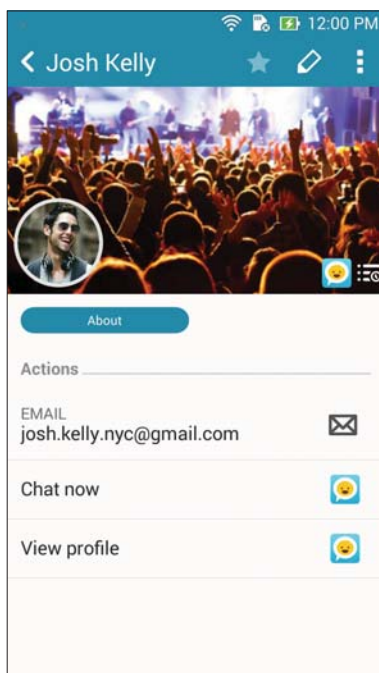 12:00 PM
Josh Kelly
About
Actions
EMAIL
josh.kelly.nyc@gmail.com
Chat now
View profile